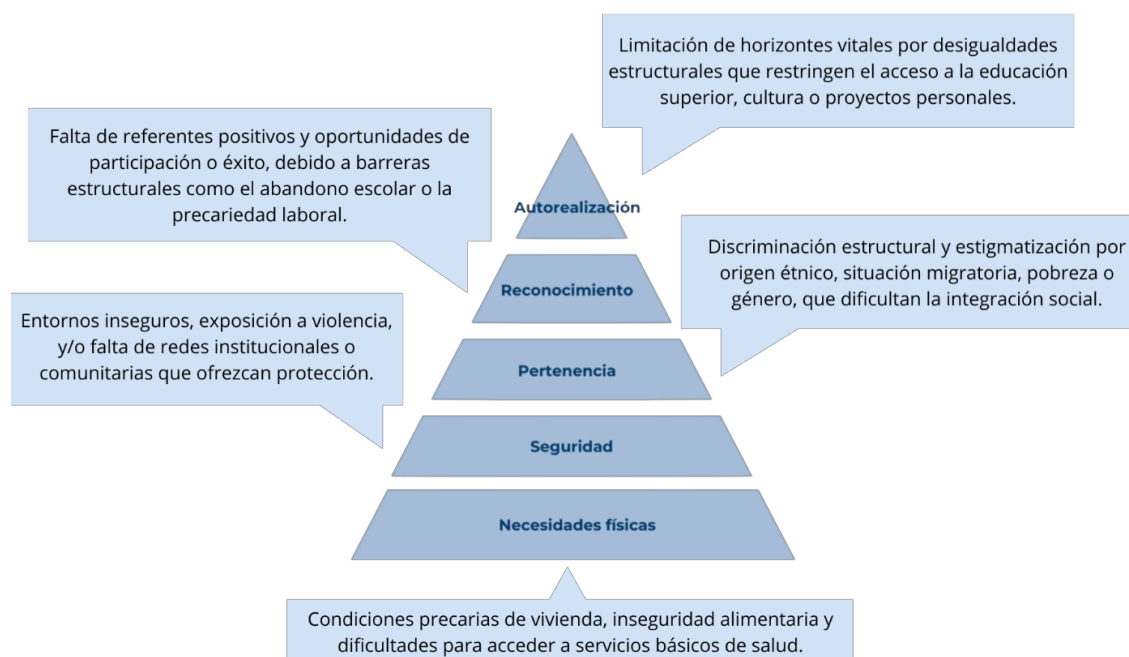 Limitación de horizontes vitales por desigualdades
estructurales que restringen el acceso a la educación
superior, cultura o proyectos personales.
Falta de referentes positivos y oportunidades de
participación o éxito, debido a barreras
estructurales como el abandono escolar o la
precariedad laboral.
Autorealización
Discriminación estructural y estigmatización por
origen étnico, situación migratoria, pobreza o
género, que dificultan la integración social.
Reconocimiento
Entornos inseguros, exposición a violencia,
y/o falta de redes institucionales o
comunitarias que ofrezcan protección.
Pertenencia
Seguridad
Necesidades físicas
Condiciones precarias de vivienda, inseguridad alimentaria y
dificultades para acceder a servicios básicos de salud.